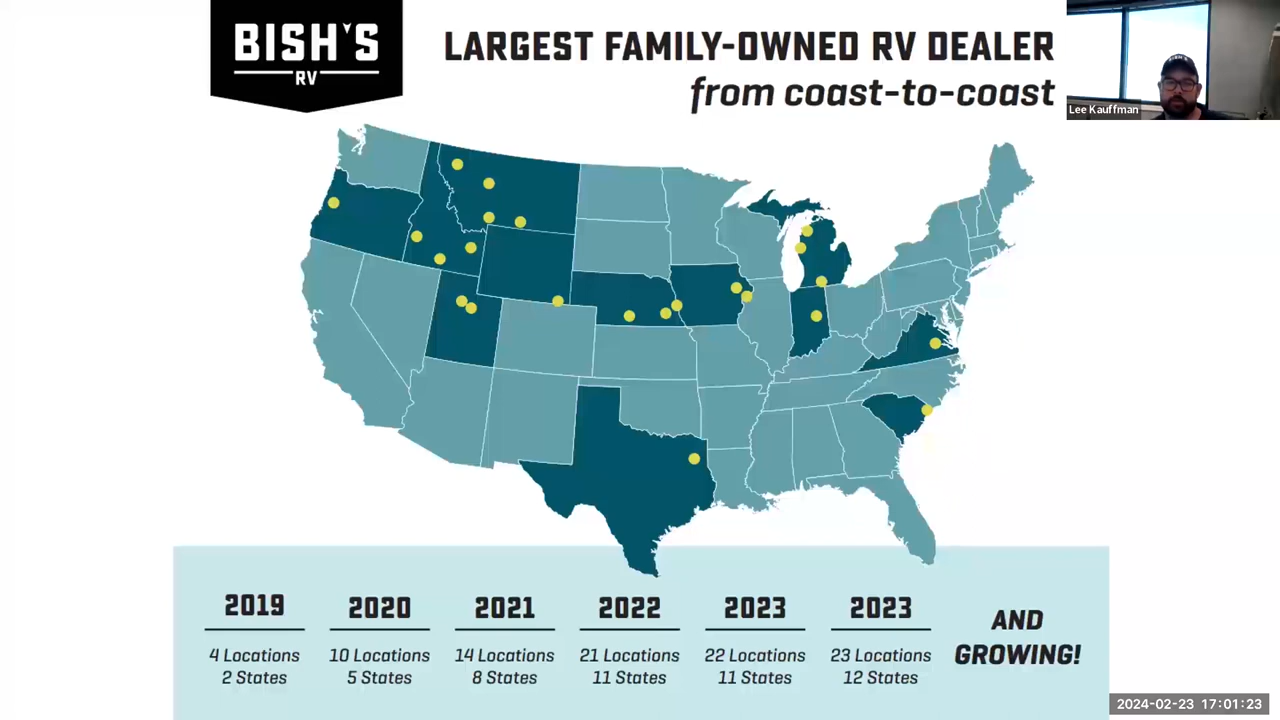 BISH'S
RV
LARGEST FAMILY-OWNED RV DEALER
from coast-to-coast
Lee Kauffman
2019
4 Locations
2 States
2020
10 Locations
5 States
2021
14 Locations
8 States
2022
21 Locations
11 States
2023
22 Locations
11 States
2023
23 Locations
12 States
AND
GROWING!
2024-02-23 17:01:23